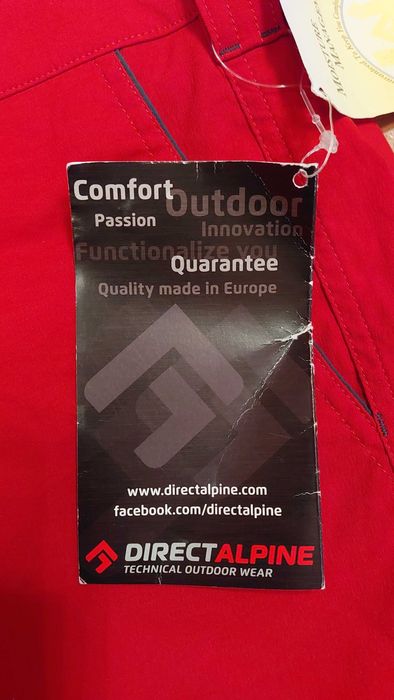 Comfort
Outdoor
Passion
Innovation
Functionalize you
Quarantee
Quality made in Europe
www.directalpine.com
facebook.com/directalpine
DIRECTALPINE
TECHNICAL OUTDOOR WEAR